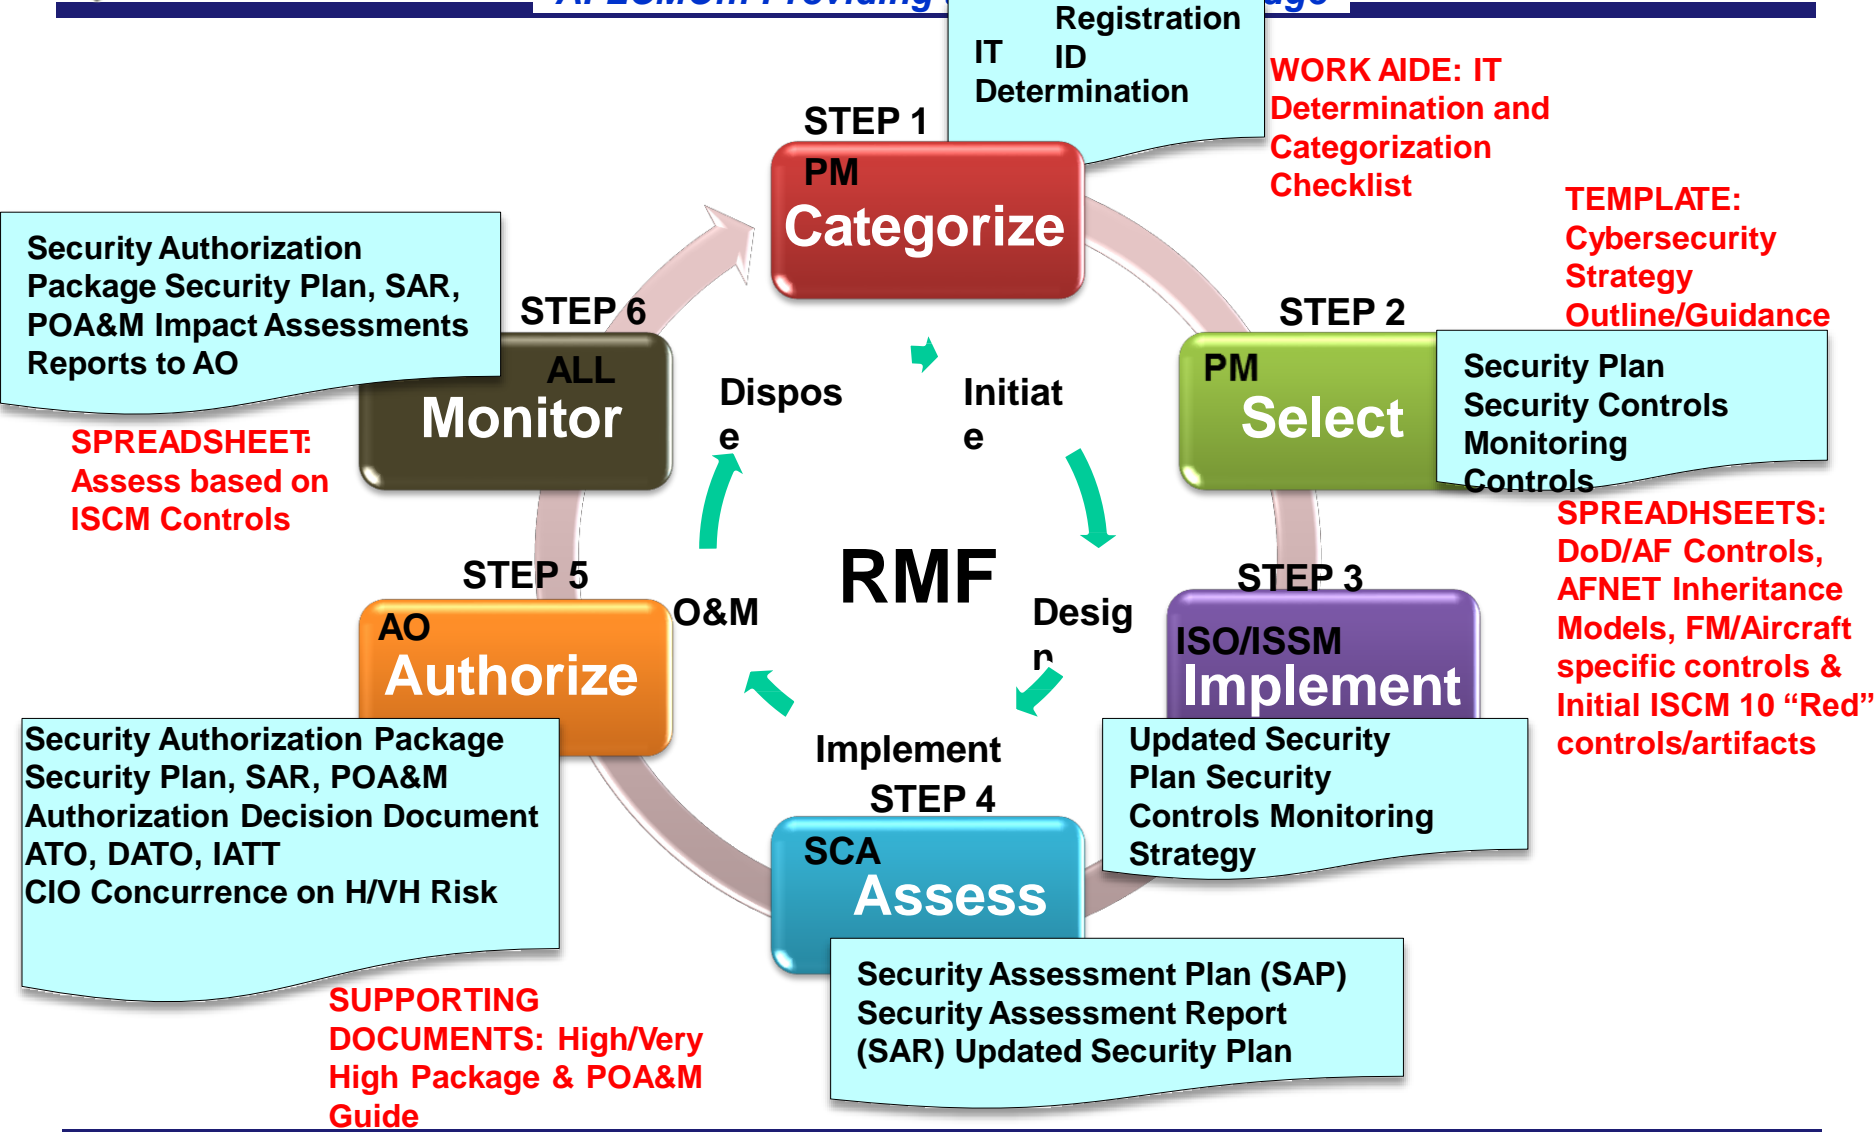 AFLCMC... Providing
Registration
IT ID
Determination
WORK AIDE: IT
Determination and
Categorization
Checklist
STEP 1
PM
Categorize
TEMPLATE:
Cybersecurity
Strategy
Outline/Guidance
STEP 2
PM
Select
Security Plan
Security Controls
Monitoring
Controls
SPREADHSEETS:
DoD/AF Controls,
AFNET Inheritance
Models, FM/Aircraft
specific controls &
Initial ISCM 10 “Red”
controls/artifacts
STEP 3
ISO/ISSM
Implement
Updated Security
Plan Security
Controls Monitoring
Strategy
STEP 4
SCA
Assess
Security Assessment Plan (SAP)
Security Assessment Report
(SAR) Updated Security Plan
STEP 5
AO
Authorize
Security Authorization Package
Security Plan, SAR, POA&M
Authorization Decision Document
ATO, DATO, IATT
CIO Concurrence on H/VH Risk
SUPPORTING
DOCUMENTS: High/Very
High Package & POA&M
Guide
STEP 6
ALL
Monitor
Security Authorization
Package Security Plan, SAR,
POA&M Impact Assessments
Reports to AO
SPREADSHEET:
Assess based on
ISCM Controls
RMF
Initiat
e
Desig
n
Implement
O&M
Dispos
e